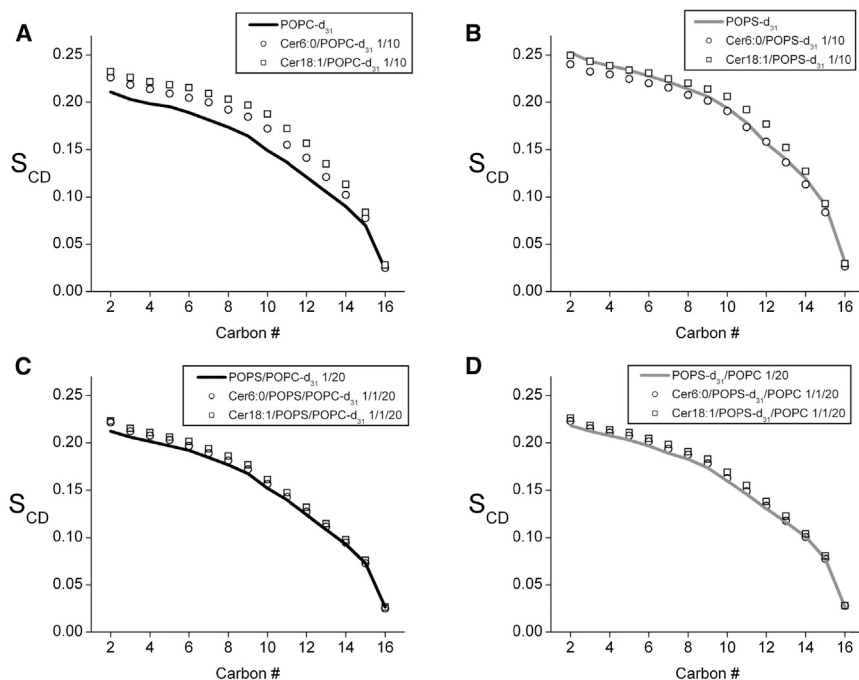 A
POPC-d31
Cer6:0/POPC-d31 1/10
Cer18:1/POPC-d31 1/10
0.25
0.20
0.15
0.10
0.05
0.00
SCD
2 4 6 8 10 12 14 16
Carbon #
B
POPS-d31
Cer6:0/POPS-d31 1/10
Cer18:1/POPS-d31 1/10
0.25
0.20
0.15
0.10
0.05
0.00
SCD
2 4 6 8 10 12 14 16
Carbon #
C
POPS/POPC-d31 1/20
Cer6:0/POPS/POPC-d31 1/1/20
Cer18:1/POPS/POPC-d31 1/1/20
0.25
0.20
0.15
0.10
0.05
0.00
SCD
2 4 6 8 10 12 14 16
Carbon #
D
POPS-d31/POPC 1/20
Cer6:0/POPS-d31/POPC 1/1/20
Cer18:1/POPS-d31/POPC 1/1/20
0.25
0.20
0.15
0.10
0.05
0.00
SCD
2 4 6 8 10 12 14 16
Carbon #